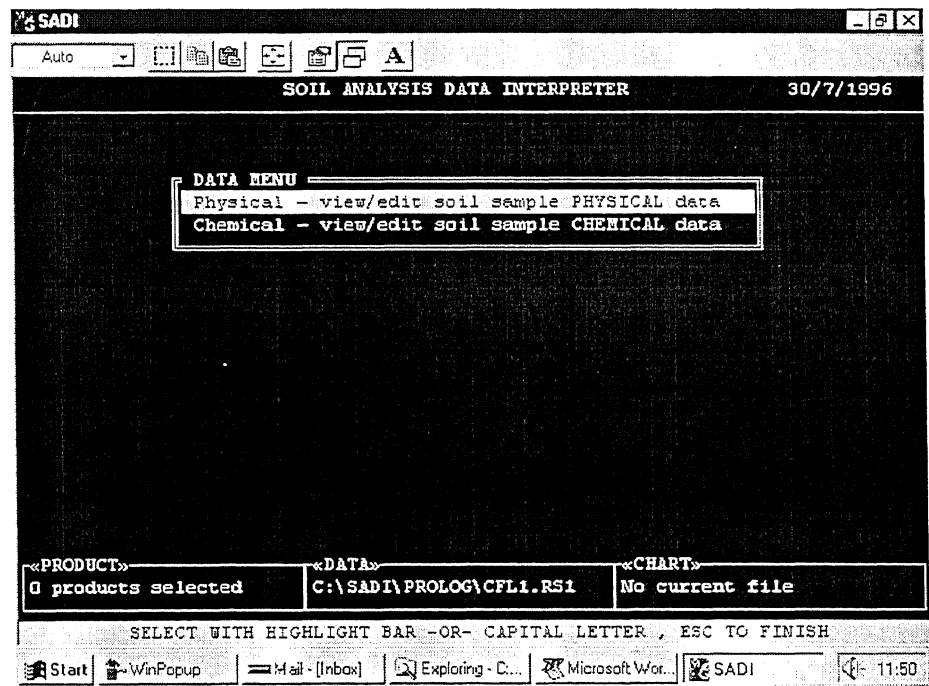 SADI
Auto
A
SOIL ANALYSIS DATA INTERPRETER 30/7/1996
DATA MENU
Physical - view/edit soil sample PHYSICAL data
Chemical - view/edit soil sample CHEMICAL data
«PRODUCT» «DATA» «CHART»
0 products selected C:\SADI\PROLOG\CFL1.RS1 No current file
SELECT WITH HIGHLIGHT BAR -OR- CAPITAL LETTER , ESC TO FINISH
Start WinPopup Mail - [Inbox] Exploring - C:... Microsoft Wor... SADI 11:50